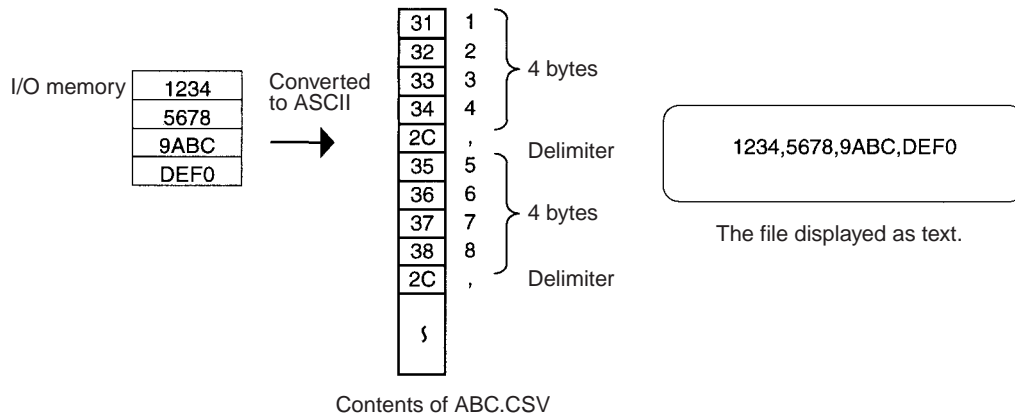 I/O memory
1234
5678
9ABC
DEF0
Converted
to ASCII
31 1
32 2
33 3
34 4
2C ,
35 5
36 6
37 7
38 8
2C ,
4 bytes
Delimiter
4 bytes
Delimiter
Contents of ABC.CSV
1234,5678,9ABC,DEF0
The file displayed as text.